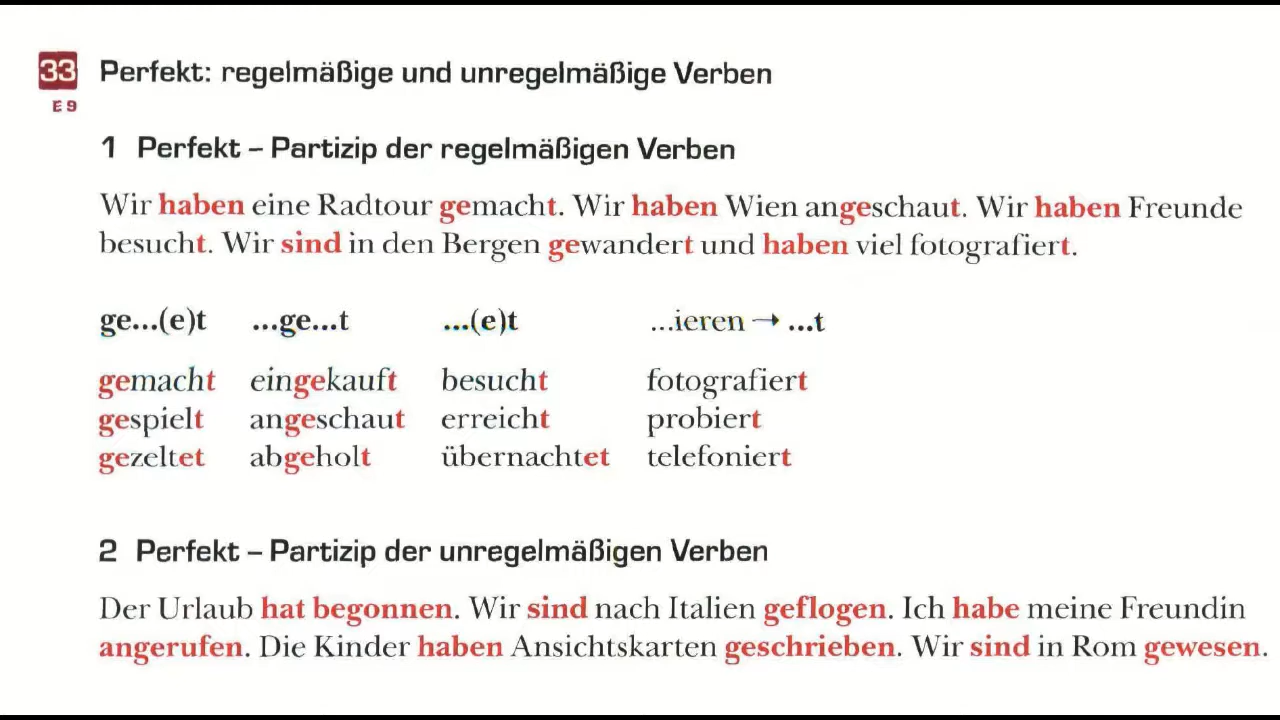 33 Perfekt: regelmäßige und unregelmäßige Verben
E 9
1 Perfekt – Partizip der regelmäßigen Verben
Wir haben eine Radtour gemacht. Wir haben Wien angeschaut. Wir haben Freunde
besucht. Wir sind in den Bergen gewandert und haben viel fotografiert.
ge...(e)t ...ge...t ...(e)t ...ieren → ...t
gemacht eingekauft besucht fotografiert
gespielt angeschaut erreicht probiert
gezeltet abgeholt übernachtet telefoniert
2 Perfekt – Partizip der unregelmäßigen Verben
Der Urlaub hat begonnen. Wir sind nach Italien geflogen. Ich habe meine Freundin
angerufen. Die Kinder haben Ansichtskarten geschrieben. Wir sind in Rom gewesen.